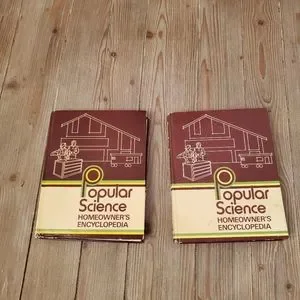 Popular
Science
HOMEOWNER'S
ENCYCLOPEDIA
Popular
Science
HOMEOWNER'S
ENCYCLOPEDIA